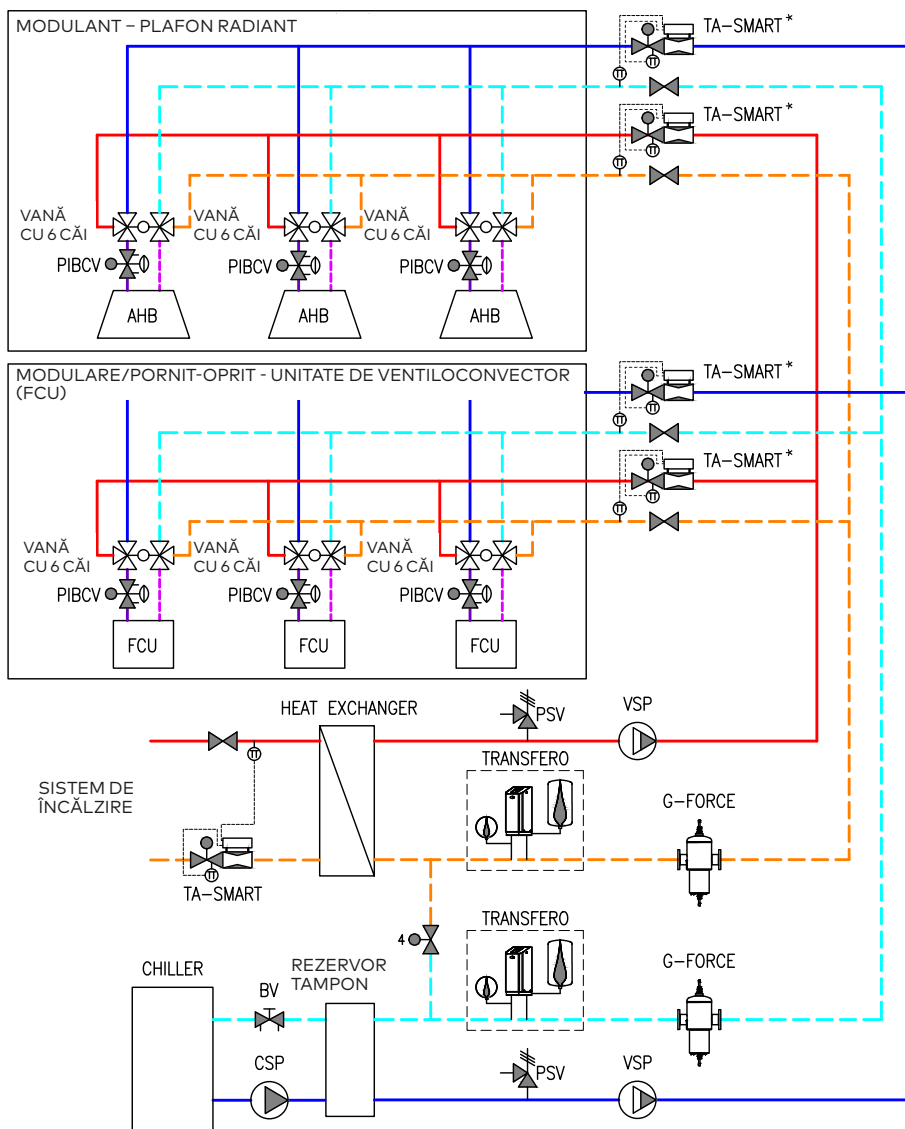 MODULANT – PLAFON RADIANT
TA-SMART*
TA-SMART*
VANĂ
CU 6 CĂI
VANĂ
CU 6 CĂI
VANĂ
CU 6 CĂI
PIBCV
PIBCV
PIBCV
AHB
AHB
AHB
MODULARE/PORNIT-OPRIT - UNITATE DE VENTILOCONVECTOR
(FCU)
TA-SMART*
TA-SMART*
VANĂ
CU 6 CĂI
VANĂ
CU 6 CĂI
VANĂ
CU 6 CĂI
PIBCV
PIBCV
PIBCV
FCU
FCU
FCU
HEAT EXCHANGER
PSV
VSP
TRANSFERO
G-FORCE
SISTEM DE
ÎNCĂLZIRE
TA-SMART
4
TRANSFERO
G-FORCE
CHILLER
BV
REZERVOR
TAMPON
CSP
PSV
VSP